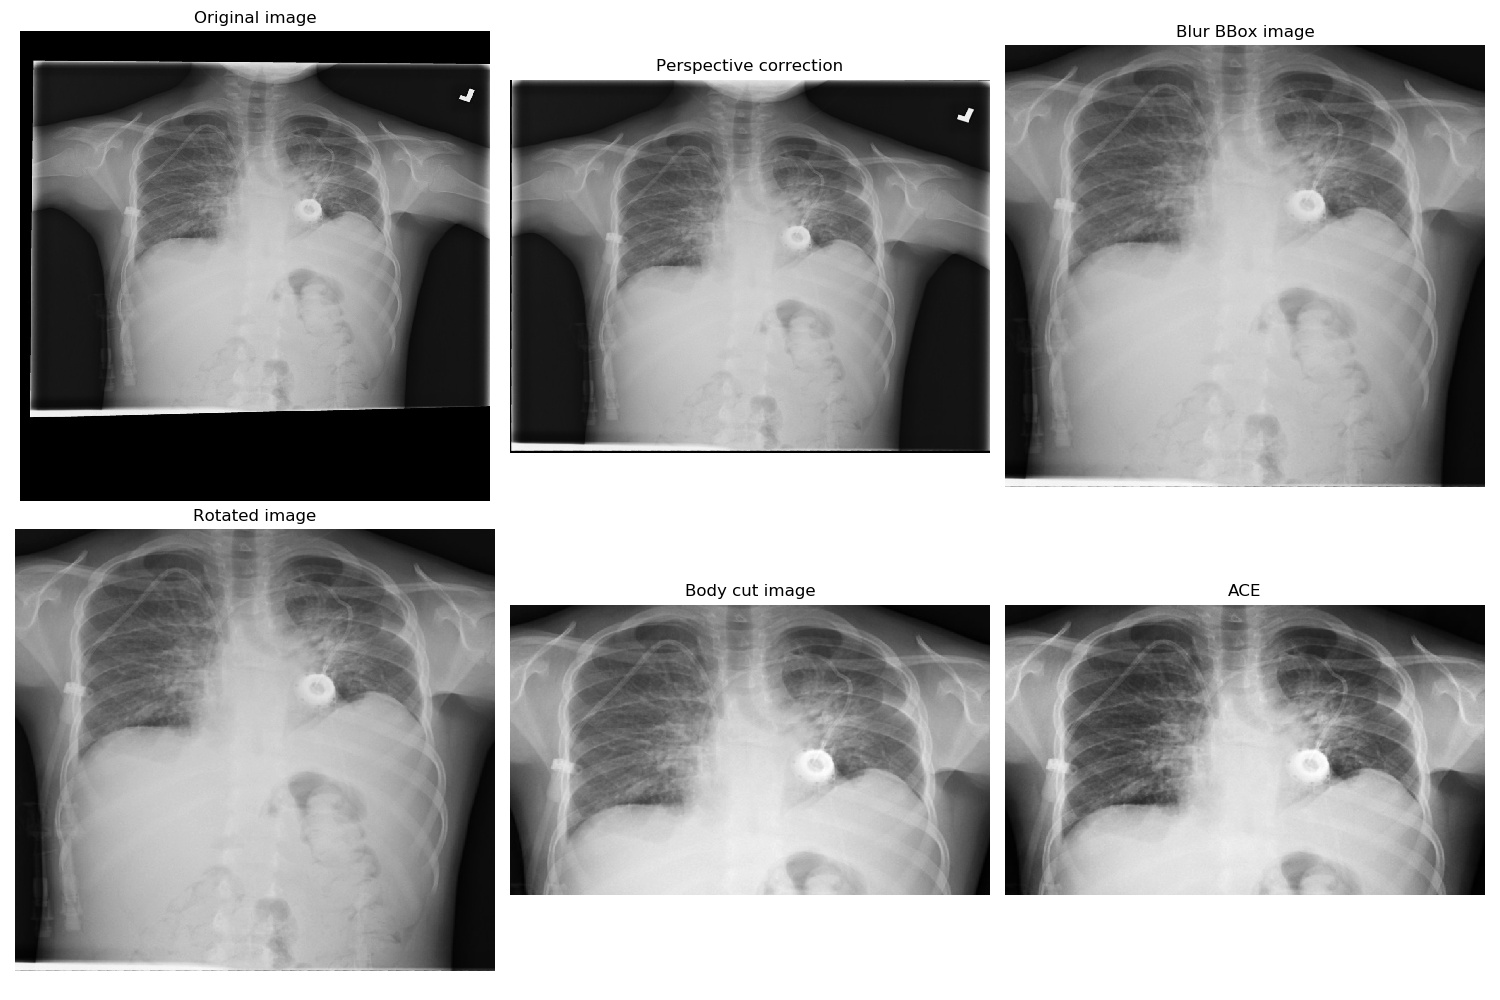 Original image
Perspective correction
Blur BBox image
Rotated image
Body cut image
ACE